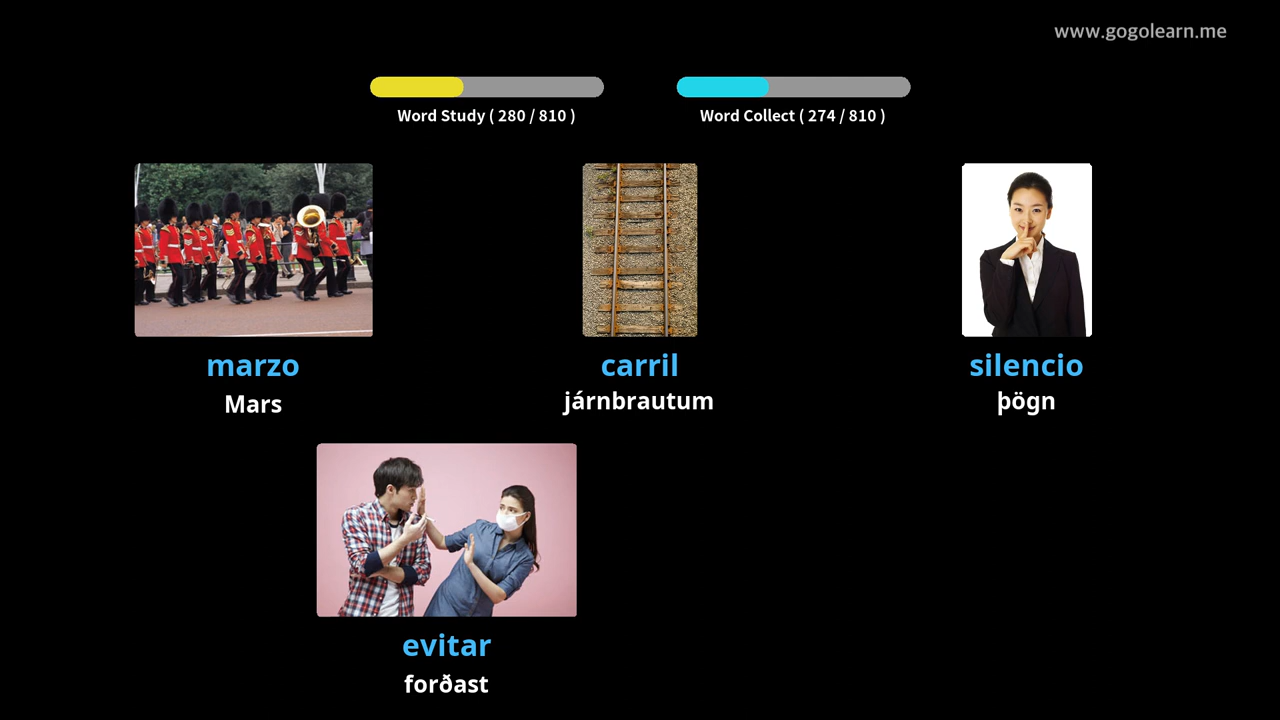 www.gogolearn.me
Word Study ( 280 / 810 )
Word Collect ( 274 / 810 )
marzo
Mars
carril
járnbrautum
silencio
þögn
evitar
forðast